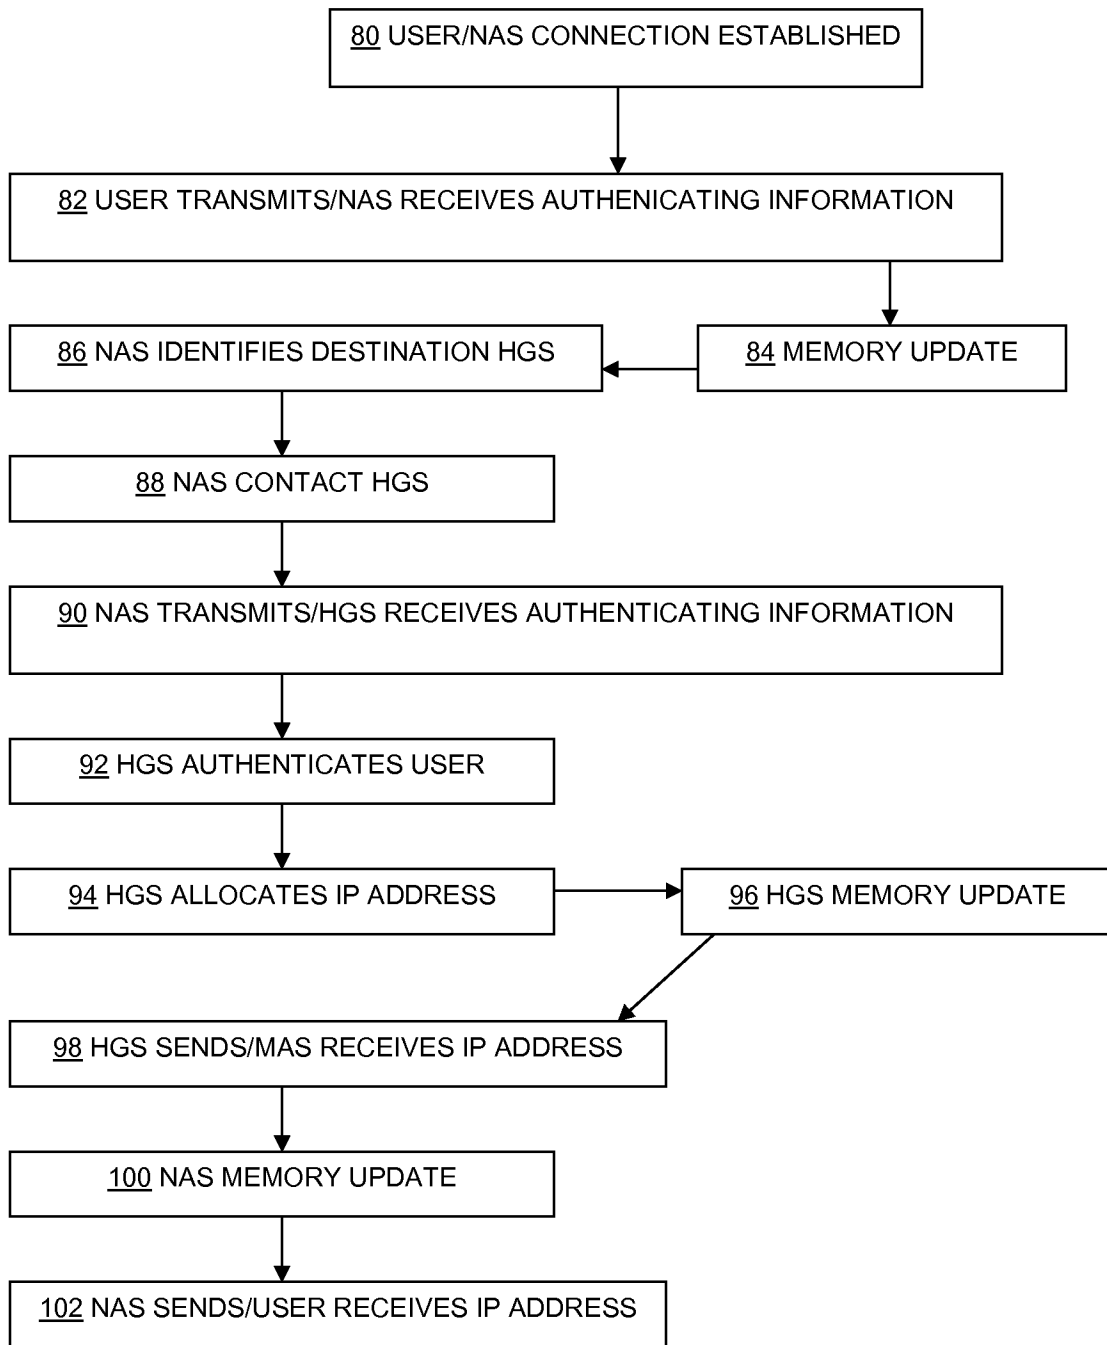 80 USER/NAS CONNECTION ESTABLISHED
82 USER TRANSMITS/NAS RECEIVES AUTHENICATING INFORMATION
86 NAS IDENTIFIES DESTINATION HGS
84 MEMORY UPDATE
88 NAS CONTACT HGS
90 NAS TRANSMITS/HGS RECEIVES AUTHENTICATING INFORMATION
92 HGS AUTHENTICATES USER
94 HGS ALLOCATES IP ADDRESS
96 HGS MEMORY UPDATE
98 HGS SENDS/MAS RECEIVES IP ADDRESS
100 NAS MEMORY UPDATE
102 NAS SENDS/USER RECEIVES IP ADDRESS